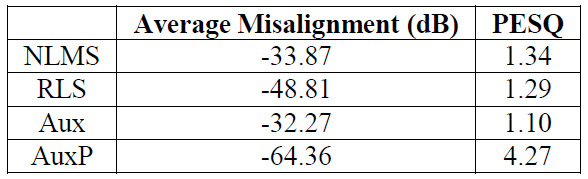 Average Misalignment (dB) PESQ
NLMS -33.87 1.34
RLS -48.81 1.29
Aux -32.27 1.10
AuxP -64.36 4.27